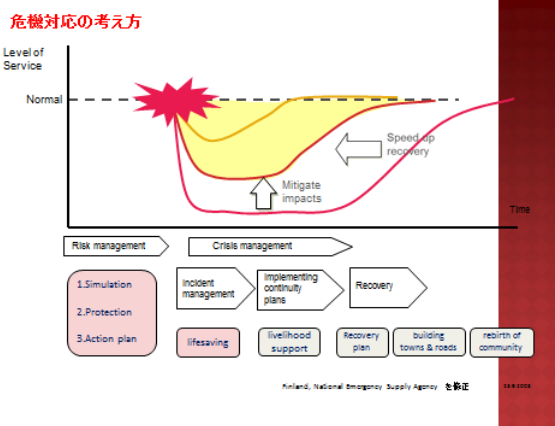 危機対応の考え方
Level of
Service
Normal
Speed up
recovery
Mitigate
impacts
Time
Risk management
Crisis management
1.Simulation
2.Protection
3.Action plan
Incident
management
Implementing
continuity
plans
Recovery
lifesaving
livelihood
support
Recovery
plan
building
towns & roads
rebirth of
community
Finland, National Emergency Supply Agency を修正